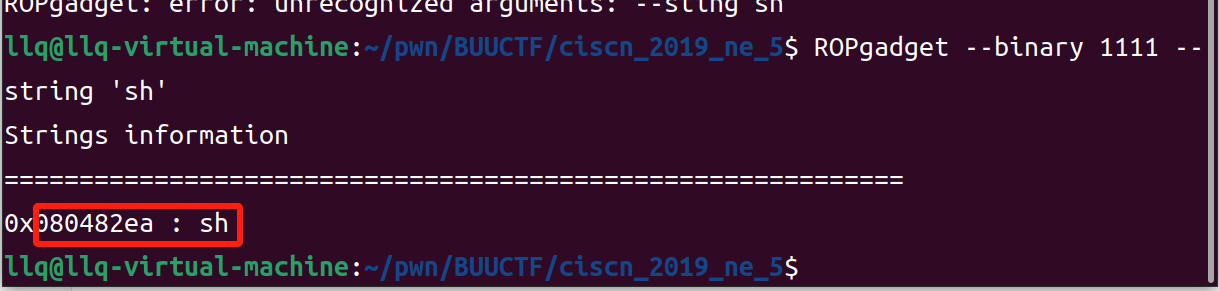 ROPgadget: error: unrecognized arguments: --sting sh
llq@llq-virtual-machine:~/pwn/BUUCTF/ciscn_2019_ne_5$ ROPgadget --binary 1111 --
string 'sh'
Strings information
============================================================
0x080482ea : sh
llq@llq-virtual-machine:~/pwn/BUUCTF/ciscn_2019_ne_5$